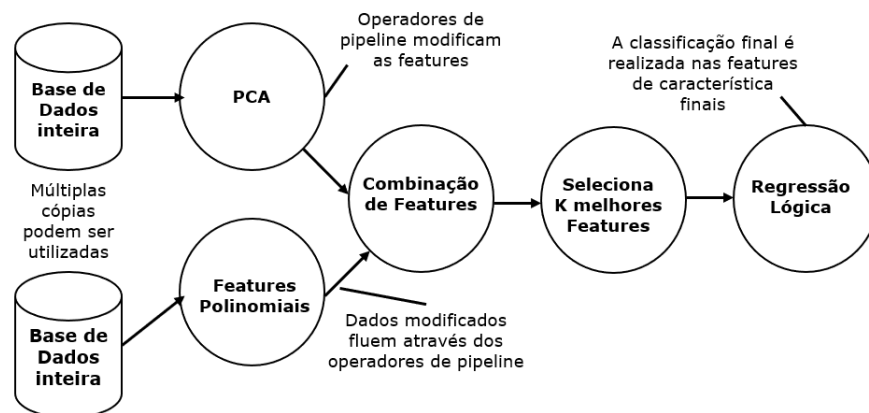 Base de
Dados
inteira
PCA
Operadores de
pipeline modificam
as features
Múltiplas
cópias
podem ser
utilizadas
Base de
Dados
inteira
Features
Polinomiais
Dados modificados
fluem através dos
operadores de pipeline
Combinação
de Features
Seleciona
K melhores
Features
A classificação final é
realizada nas features
de característica
finais
Regressão
Lógica